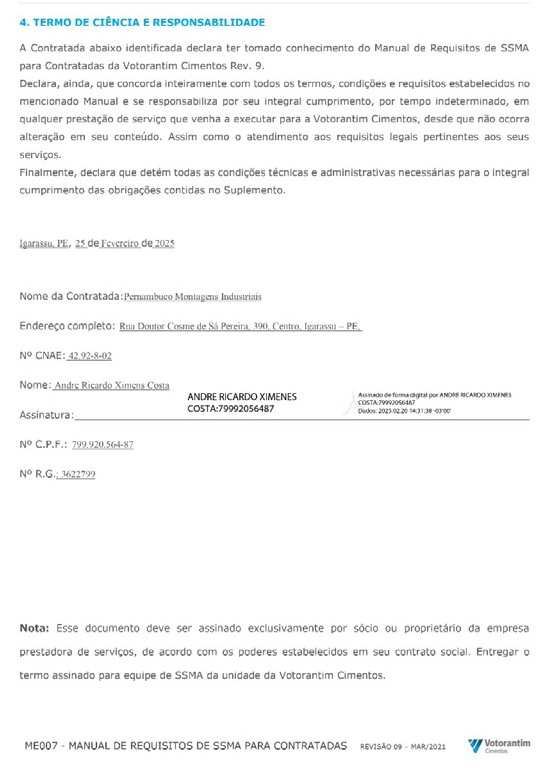 4. TERMO DE CIÊNCIA E RESPONSABILIDADE
A Contratada abaixo identificada declara ter tomado conhecimento do Manual de Requisitos de SSMA
para Contratadas da Votorantim Cimentos Rev. 9.
Declara, ainda, que concorda inteiramente com todos os termos, condições e requisitos estabelecidos no
mencionado Manual e se responsabiliza por seu integral cumprimento, por tempo indeterminado, em
qualquer prestação de serviço que venha a executar para a Votorantim Cimentos, desde que não ocorra
alteração em seu conteúdo. Assim como o atendimento aos requisitos legais pertinentes aos seus
serviços.
Finalmente, declara que detém todas as condições técnicas e administrativas necessárias para o integral
cumprimento das obrigações contidas no Suplemento.
Igarassu, PE, 25 de Fevereiro de 2025
Nome da Contratada: Pernambuco Montagens Industriais
Endereço completo: Rua Doutor Cosme de Sá Pereira, 390, Centro, Igarassu – PE,
Nº CNAE: 42.92-8-02
Nome: Andre Ricardo Ximens Costa
Assinatura:
ANDRE RICARDO XIMENES
COSTA:79992056487
Assinado de forma digital por ANDRE RICARDO XIMENES
COSTA:79992056487
Dados: 2025.02.20 14:31:38 -03'00'
Nº C.P.F.: 799.920.564-87
Nº R.G.: 3622799
Nota: Esse documento deve ser assinado exclusivamente por sócio ou proprietário da empresa
prestadora de serviços, de acordo com os poderes estabelecidos em seu contrato social. Entregar o
termo assinado para equipe de SSMA da unidade da Votorantim Cimentos.
ME007 - MANUAL DE REQUISITOS DE SSMA PARA CONTRATADAS REVISÃO 09 – MAR/2021
Votorantim
Cimentos